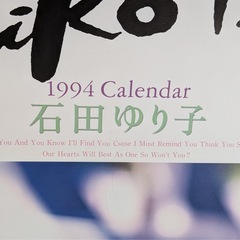 1994 Calendar
石田ゆり子
You And You Know I'll Find You Cause I Must Remind You Think You S
Our Hearts Will Best As One So Won't You?